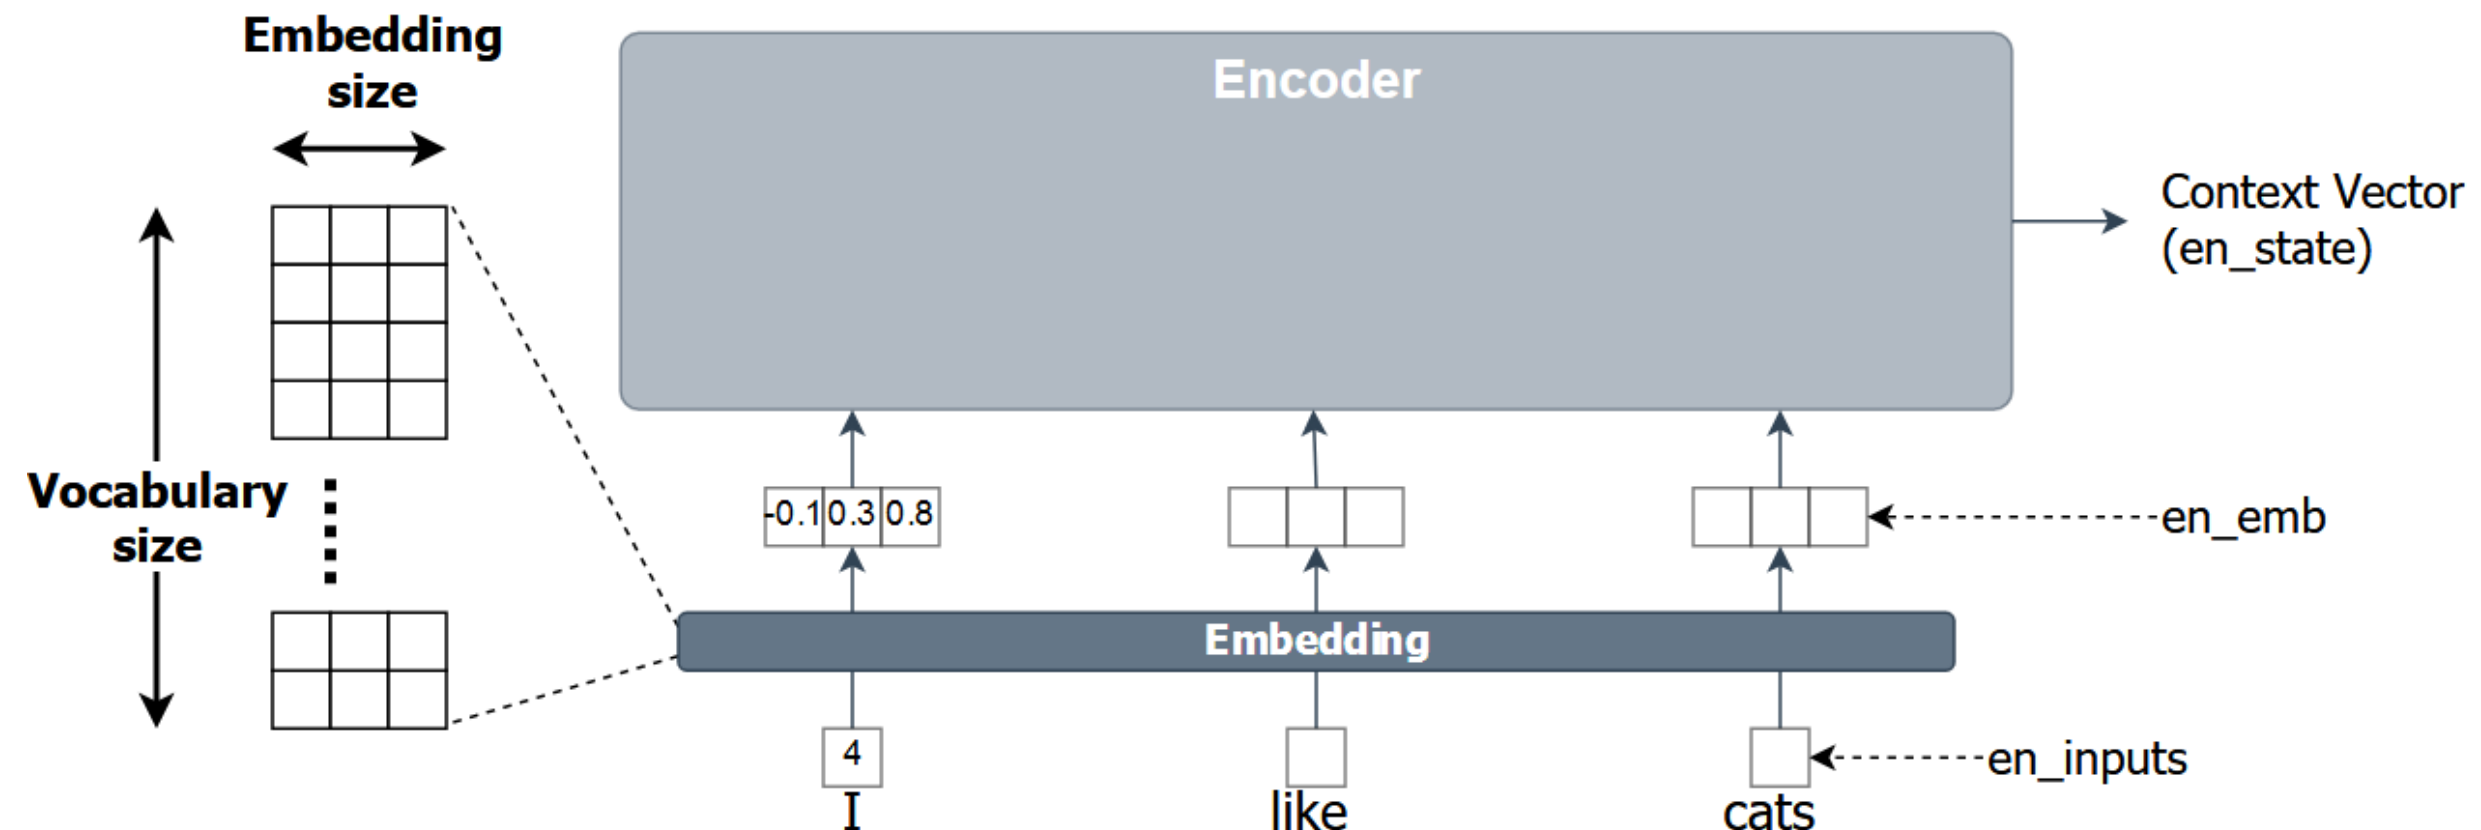 Embedding
size
Encoder
Context Vector
(en_state)
Vocabulary
size
-0.1 0.3 0.8
en_emb
Embedding
4
en_inputs
I like cats